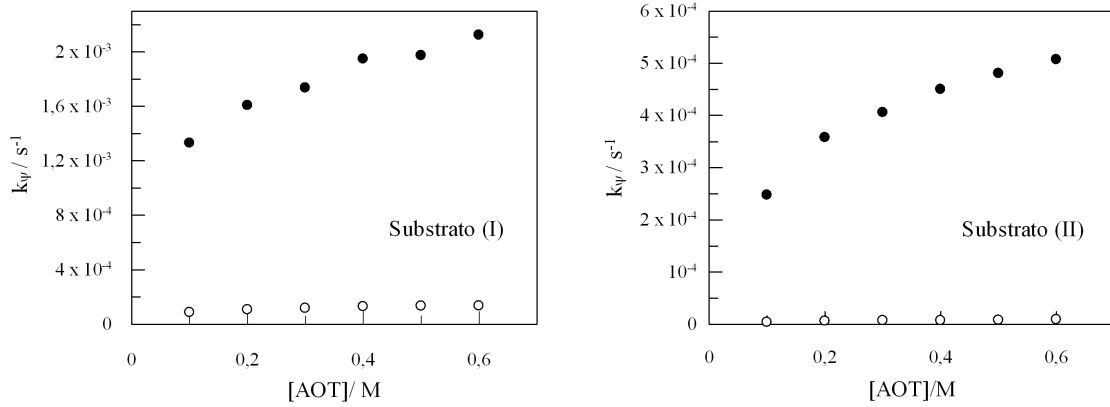 2 x 10⁻³
1,6 x 10⁻³
1,2 x 10⁻³
8 x 10⁻⁴
4 x 10⁻⁴
0
kψ / s⁻¹
Substrato (I)
0 0,2 0,4 0,6
[AOT]/ M
6 x 10⁻⁴
5 x 10⁻⁴
4 x 10⁻⁴
3 x 10⁻⁴
2 x 10⁻⁴
10⁻⁴
0
kψ / s⁻¹
Substrato (II)
0 0,2 0,4 0,6
[AOT]/M